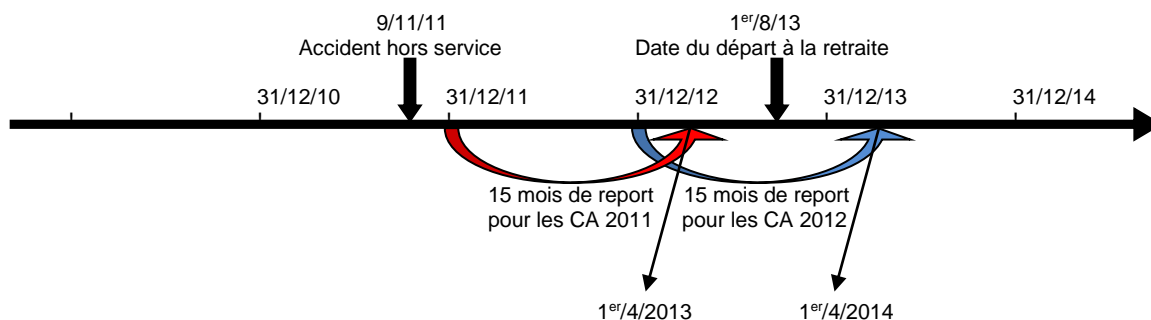 9/11/11
Accident hors service
1er/8/13
Date du départ à la retraite
31/12/10
31/12/11
31/12/12
31/12/13
31/12/14
15 mois de report
pour les CA 2011
15 mois de report
pour les CA 2012
1er/4/2013
1er/4/2014